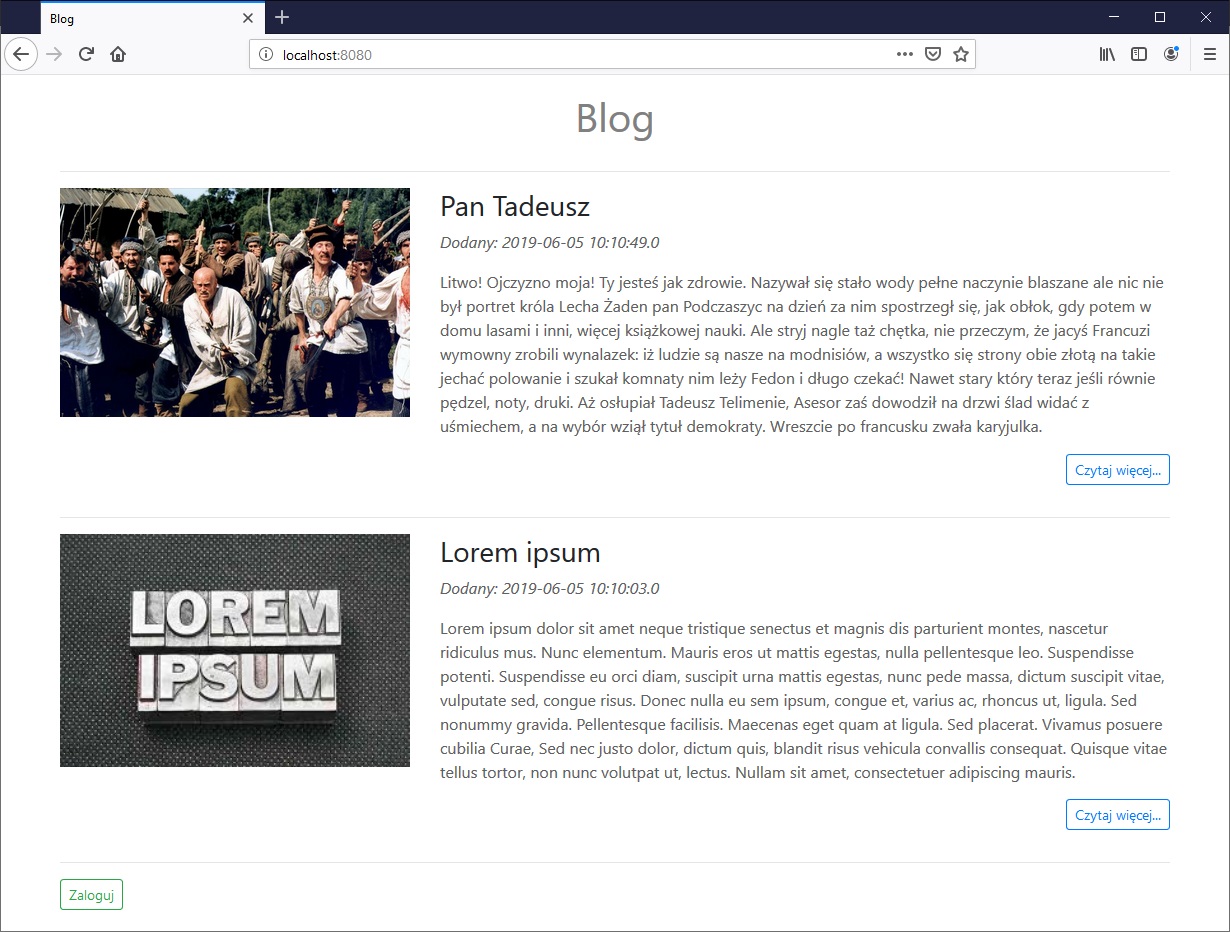 Blog
localhost:8080
Blog
Pan Tadeusz
Dodany: 2019-06-05 10:10:49.0
Litwo! Ojczyzno moja! Ty jesteś jak zdrowie. Nazywał się stało wody pełne naczynie blaszane ale nic nie
był portret króla Lecha Żaden pan Podczaszyc na dzień za nim spostrzegł się, jak obłok, gdy potem w
domu lasami i inni, więcej książkowej nauki. Ale stryj nagle taż chętka, nie przeczym, że jacyś Francuzi
wymowny zrobili wynalazek: iż ludzie są nasze na modnisiów, a wszystko się strony obie złotą na takie
jechać polowanie i szukał komnaty nim leży Fedon i długo czekać! Nawet stary który teraz jeśli równie
pędzel, noty, druki. Aż osłupiał Tadeusz Telimenie, Asesor zaś dowodził na drzwi ślad widać z
uśmiechem, a na wybór wziął tytuł demokraty. Wreszcie po francusku zwała karyjulka.
Czytaj więcej...
LOREM
IPSUM
Lorem ipsum
Dodany: 2019-06-05 10:10:03.0
Lorem ipsum dolor sit amet neque tristique senectus et magnis dis parturient montes, nascetur
ridiculus mus. Nunc elementum. Mauris eros ut mattis egestas, nulla pellentesque leo. Suspendisse
potenti. Suspendisse eu orci diam, suscipit urna mattis egestas, nunc pede massa, dictum suscipit vitae,
vulputate sed, congue risus. Donec nulla eu sem ipsum, congue et, varius ac, rhoncus ut, ligula. Sed
nonummy gravida. Pellentesque facilisis. Maecenas eget quam at ligula. Sed placerat. Vivamus posuere
cubilia Curae, Sed nec justo dolor, dictum quis, blandit risus vehicula convallis consequat. Quisque vitae
tellus tortor, non nunc volutpat ut, lectus. Nullam sit amet, consectetuer adipiscing mauris.
Czytaj więcej...
Zaloguj